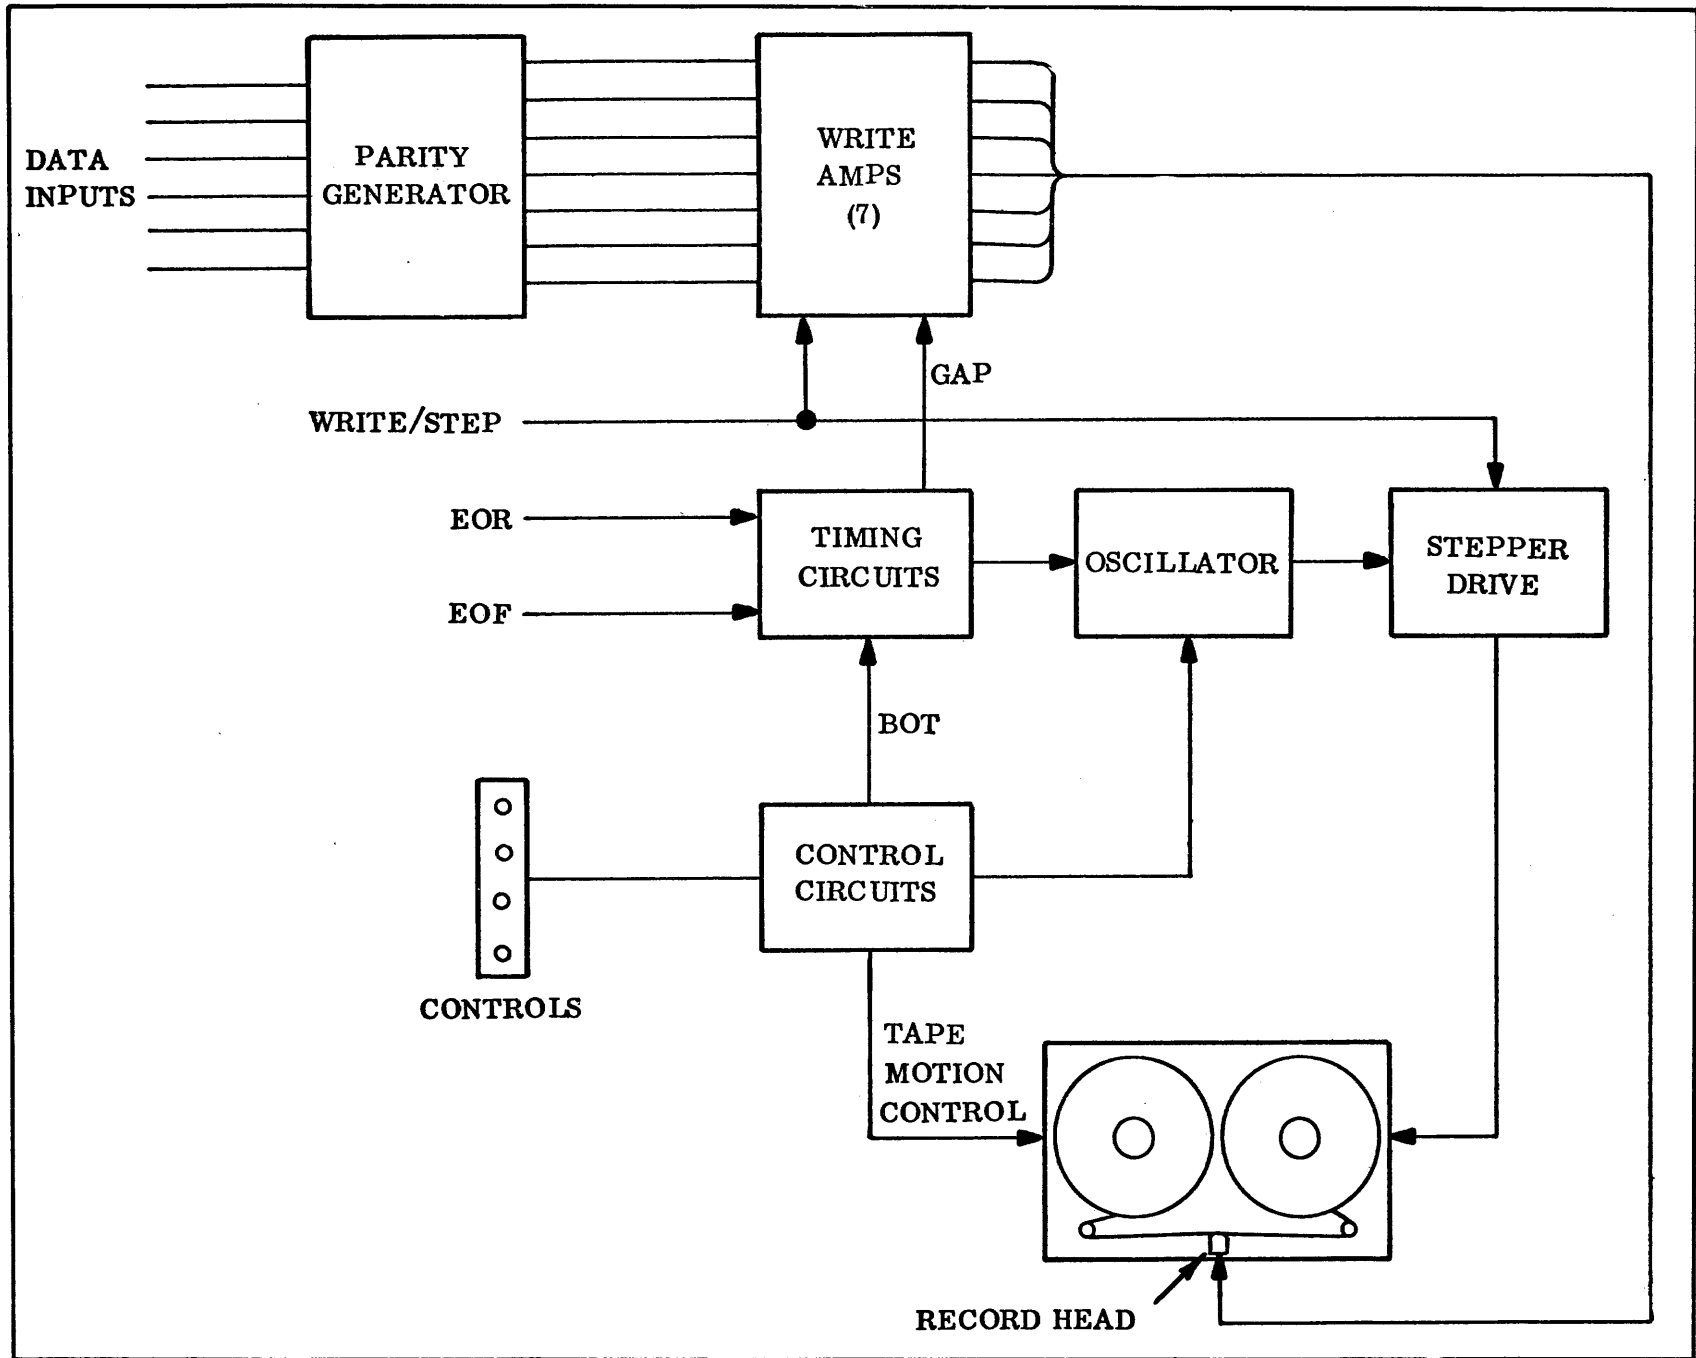 DATA
INPUTS
PARITY
GENERATOR
WRITE
AMPS
(7)
GAP
WRITE/STEP
EOR
EOF
TIMING
CIRCUITS
OSCILLATOR
STEPPER
DRIVE
BOT
CONTROL
CIRCUITS
CONTROLS
TAPE
MOTION
CONTROL
RECORD HEAD